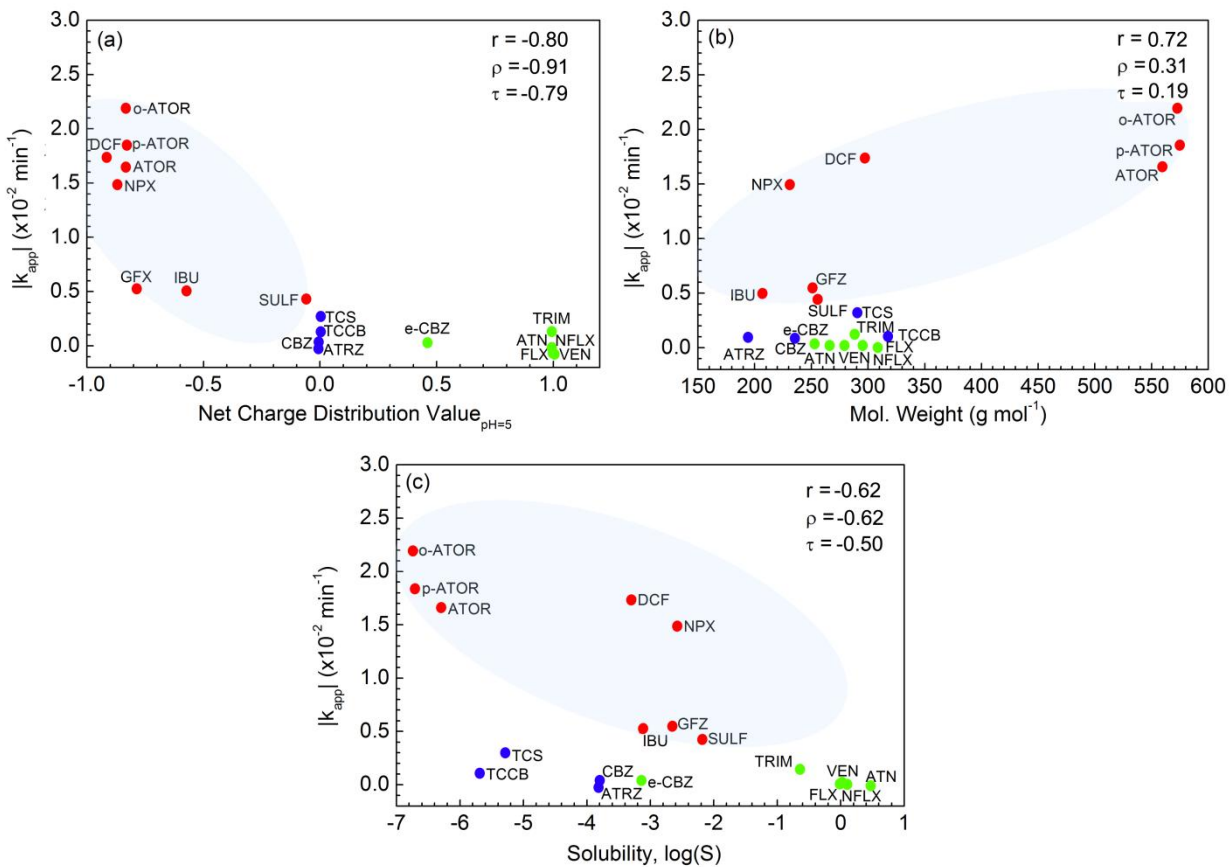 (a)
r = -0.80
ρ = -0.91
τ = -0.79
3.0
2.5
2.0
1.5
1.0
0.5
0.0
|k_app| (x10⁻² min⁻¹)
o-ATOR
DCF p-ATOR
ATOR
NPX
GFX IBU
SULF
TCS
TCCB
CBZ
ATRZ
e-CBZ
TRIM
ATN NFLX
FLX VEN
-1.0 -0.5 0.0 0.5 1.0
Net Charge Distribution Value_pH=5
(b)
r = 0.72
ρ = 0.31
τ = 0.19
3.0
2.5
2.0
1.5
1.0
0.5
0.0
|k_app| (x10⁻² min⁻¹)
o-ATOR
p-ATOR
ATOR
DCF
NPX
IBU
GFZ
SULF TCS
e-CBZ TRIM TCCB
ATRZ CBZ FLX
ATN VEN NFLX
150 200 250 300 350 400 450 500 550 600
Mol. Weight (g mol⁻¹)
(c)
r = -0.62
ρ = -0.62
τ = -0.50
3.0
2.5
2.0
1.5
1.0
0.5
0.0
|k_app| (x10⁻² min⁻¹)
o-ATOR
p-ATOR
ATOR
DCF
NPX
GFZ
IBU SULF
TCS
TCCB
CBZ
ATRZ
e-CBZ
TRIM
VEN ATN
FLX NFLX
-7 -6 -5 -4 -3 -2 -1 0 1
Solubility, log(S)